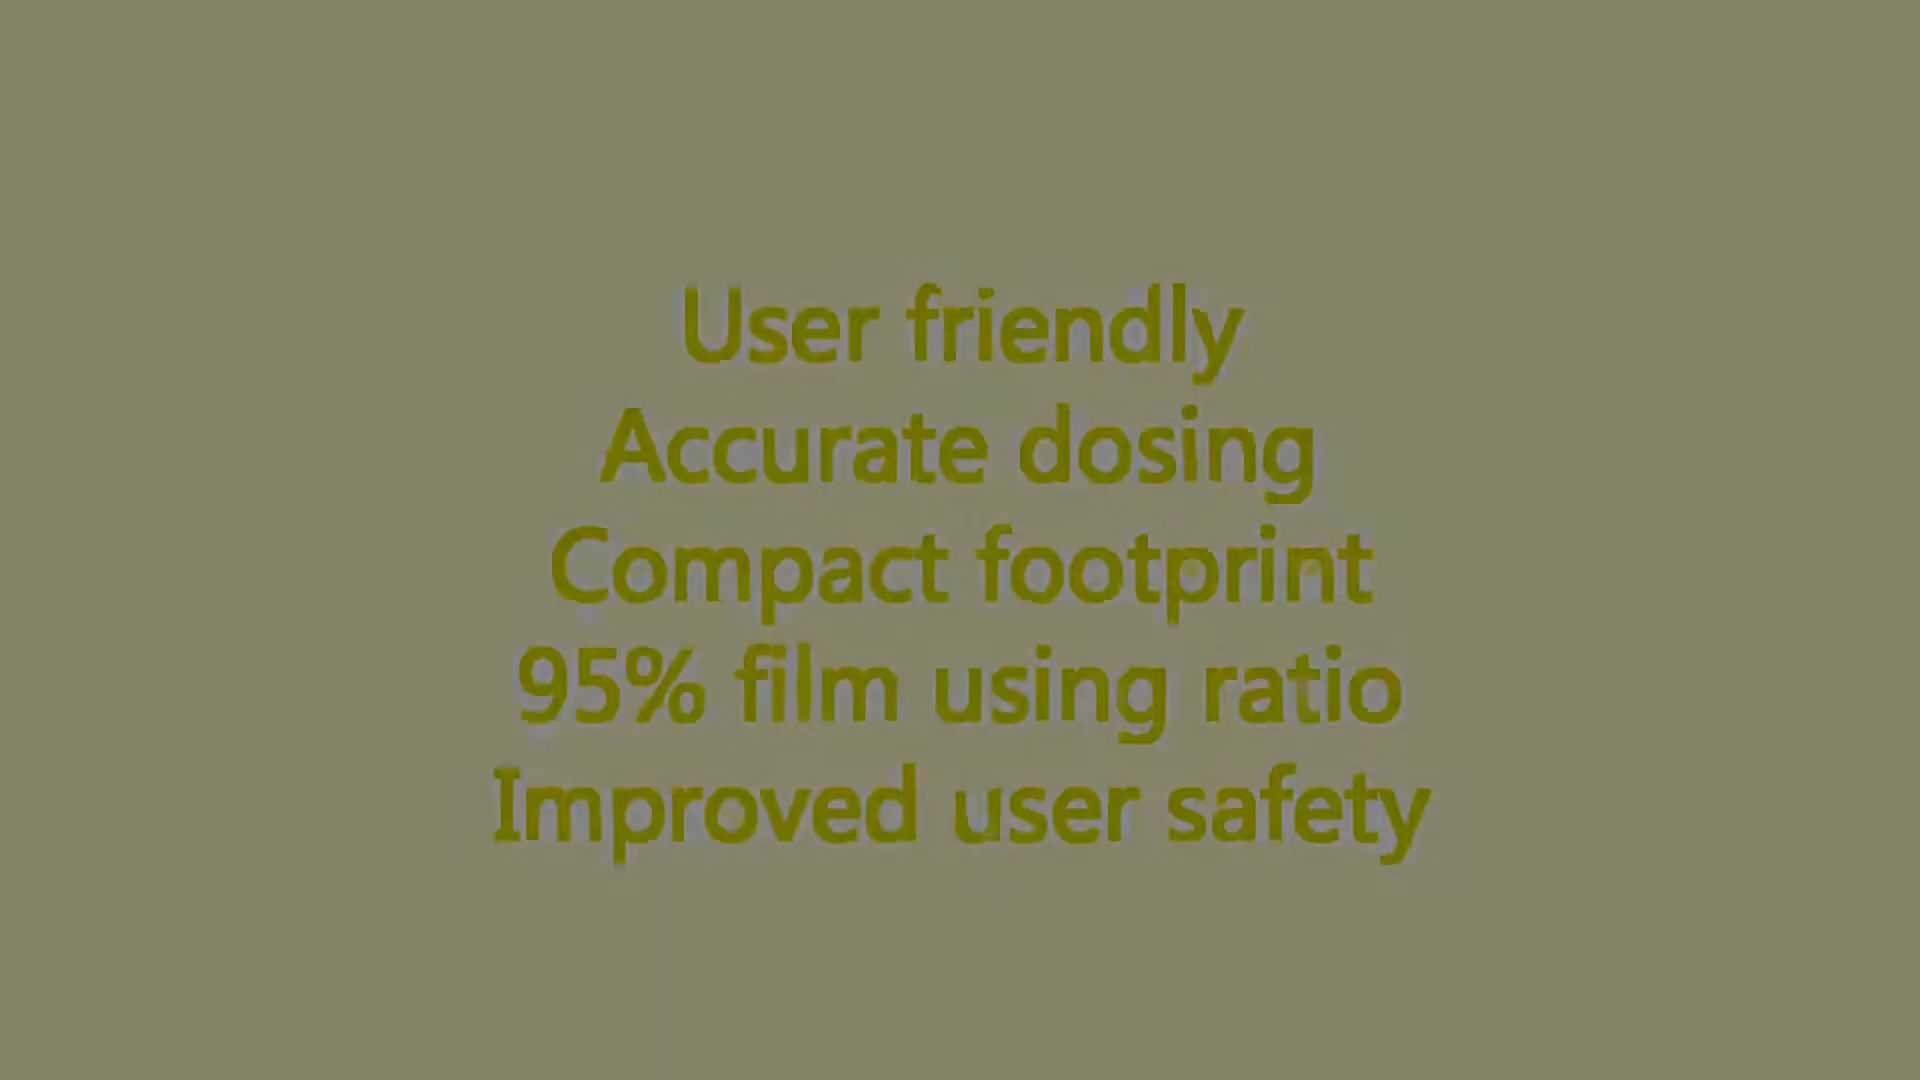 User friendly
Accurate dosing
Compact footprint
95% film using ratio
Improved user safety